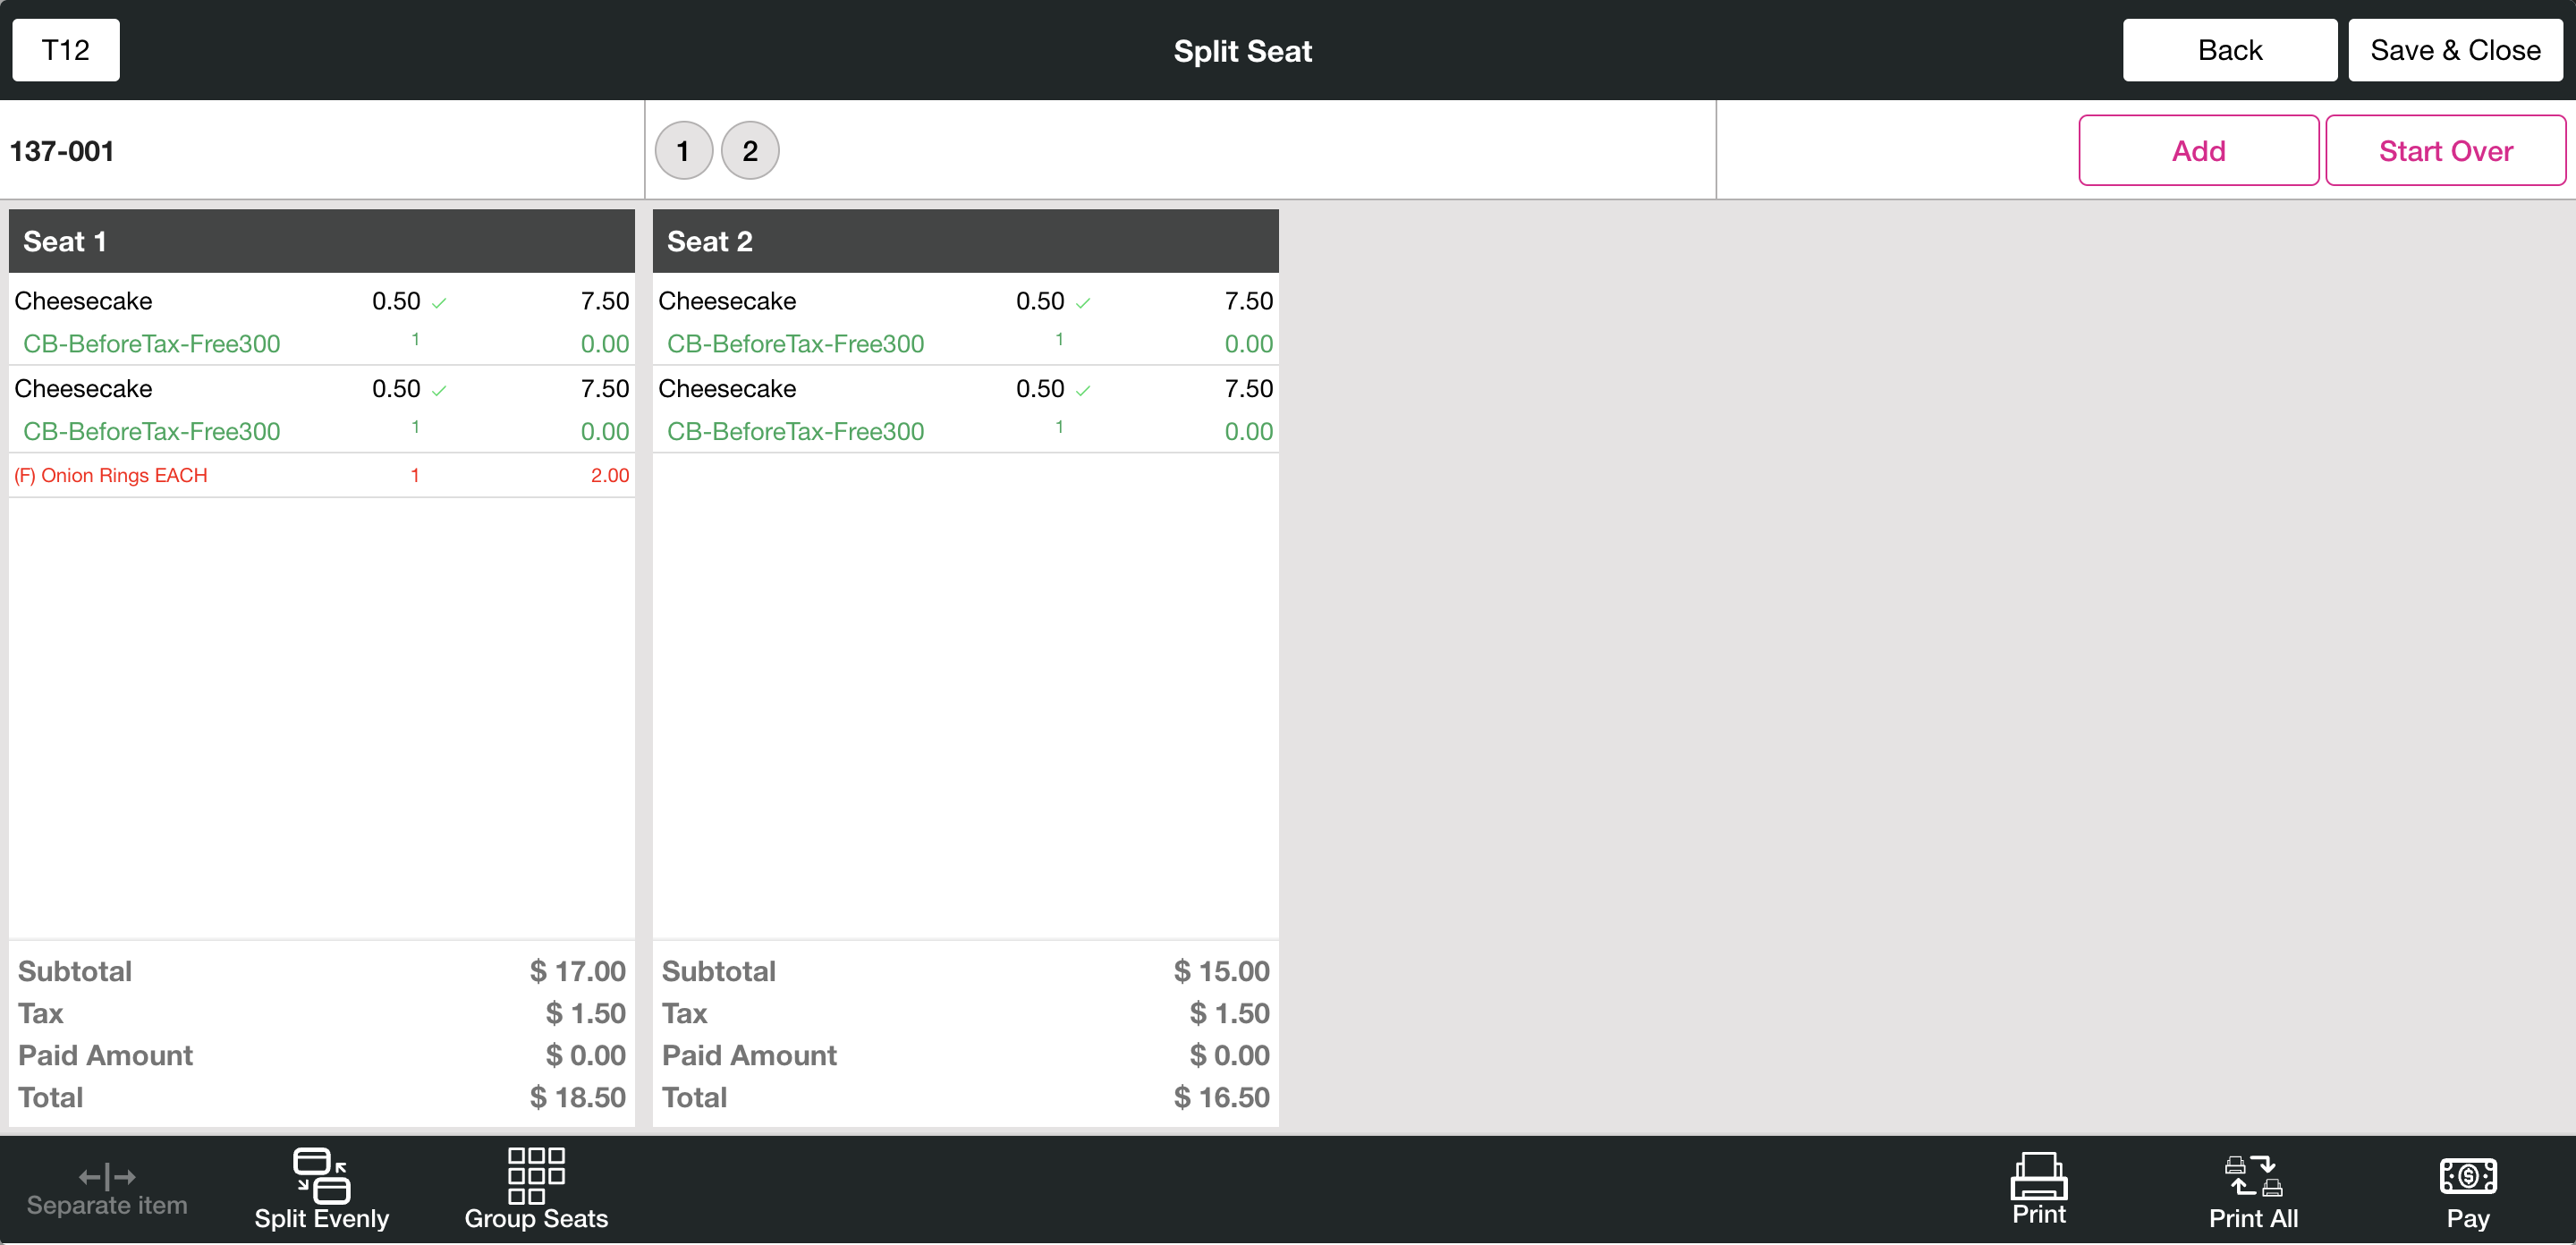 T12 Split Seat Back Save & Close
137-001 1 2 Add Start Over
Seat 1
Cheesecake 0.50 ✓ 7.50
CB-BeforeTax-Free300 1 0.00
Cheesecake 0.50 ✓ 7.50
CB-BeforeTax-Free300 1 0.00
(F) Onion Rings EACH 1 2.00
Subtotal $ 17.00
Tax $ 1.50
Paid Amount $ 0.00
Total $ 18.50
Seat 2
Cheesecake 0.50 ✓ 7.50
CB-BeforeTax-Free300 1 0.00
Cheesecake 0.50 ✓ 7.50
CB-BeforeTax-Free300 1 0.00
Subtotal $ 15.00
Tax $ 1.50
Paid Amount $ 0.00
Total $ 16.50
Separate item Split Evenly Group Seats Print Print All Pay